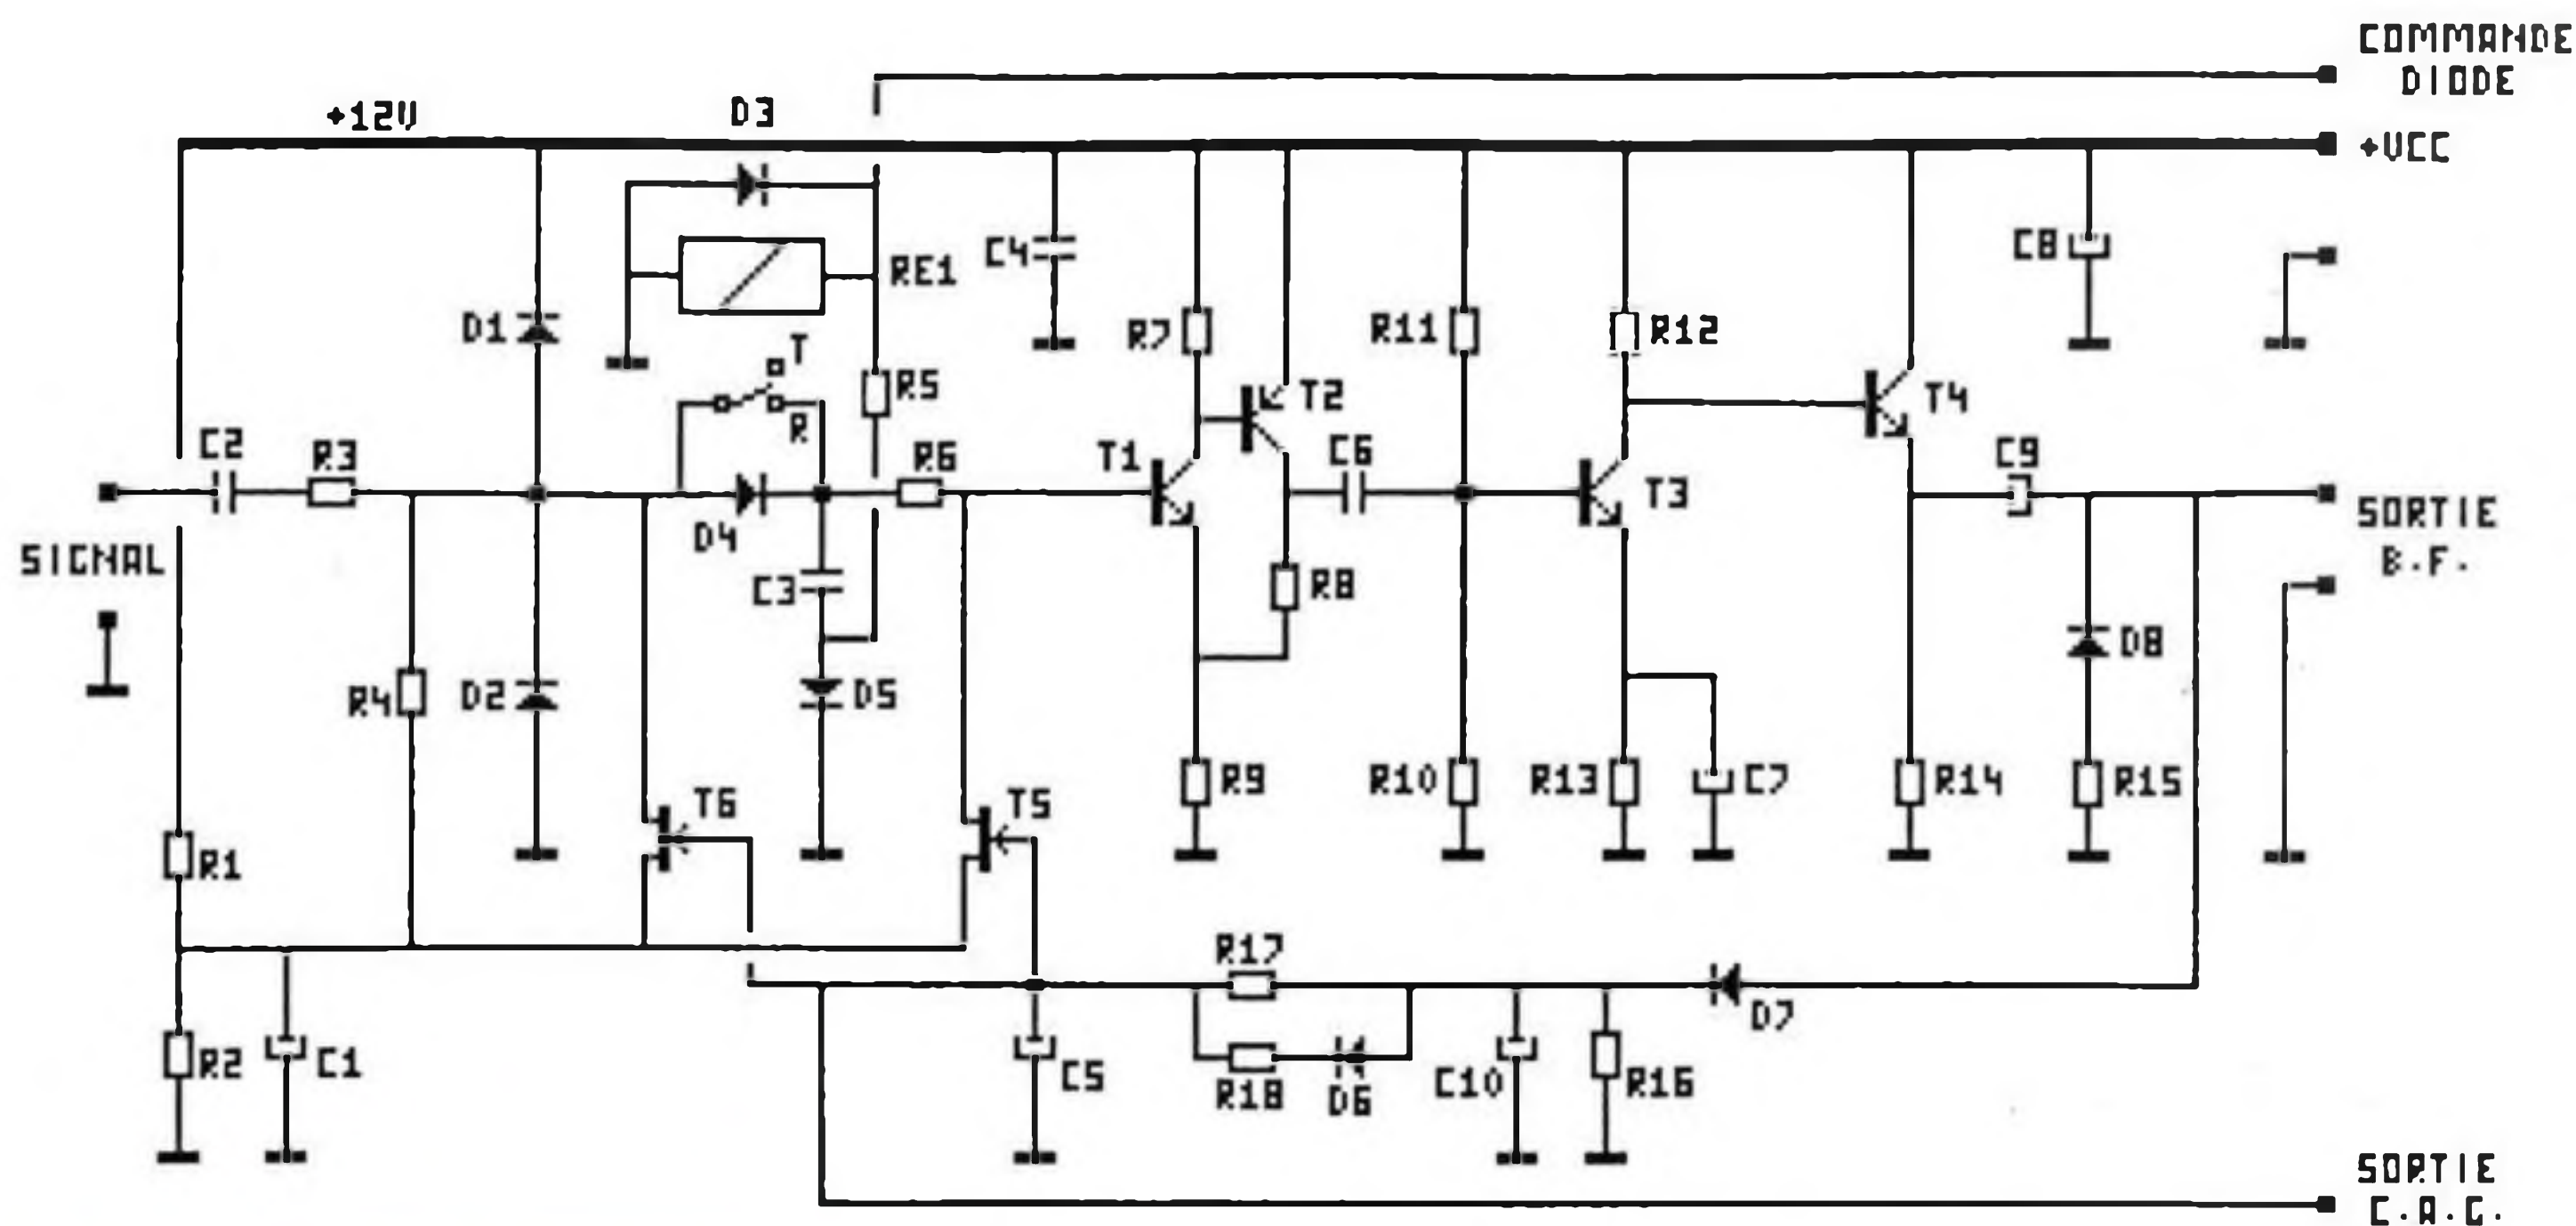 COMMANDE
DIODE
+12V
D3
+VCC
C8
C4
RE1
D1
R7
R11
R12
T
R5
T2
T4
R
C2
R3
R6
T1
C6
C9
T3
SORTIE
B.F.
D4
SIGNAL
C3
R8
D8
R4
D2
D5
R9
R10
R13
C7
R14
R15
T6
T5
R1
R17
D7
R2
C1
C5
R18
D6
C10
R16
SORTIE
C.A.G.